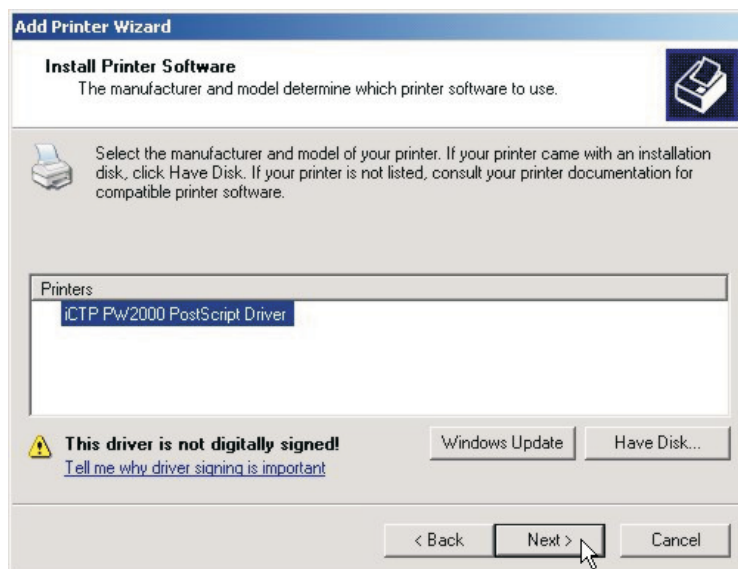 Add Printer Wizard
Install Printer Software
The manufacturer and model determine which printer software to use.
Select the manufacturer and model of your printer. If your printer came with an installation
disk, click Have Disk. If your printer is not listed, consult your printer documentation for
compatible printer software.
Printers
iCTP PW2000 PostScript Driver
This driver is not digitally signed!
Tell me why driver signing is important
Windows Update
Have Disk...
< Back
Next >
Cancel